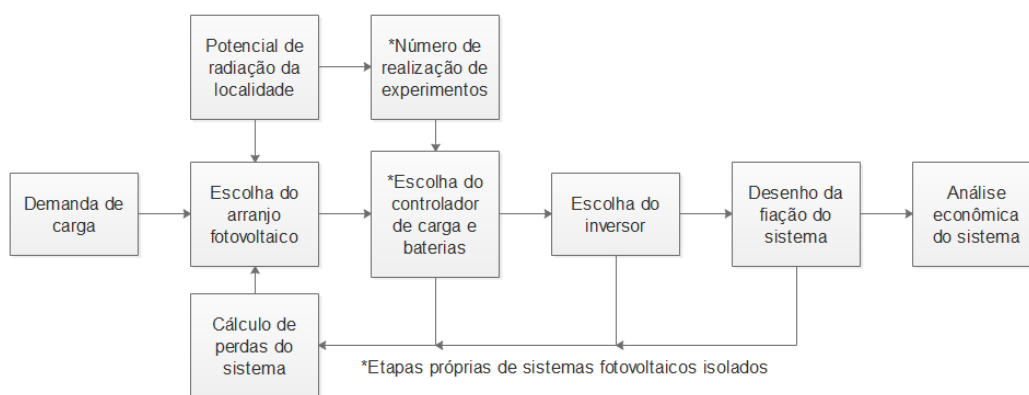 Potencial de
radiação da
localidade
*Número de
realização de
experimentos
Demanda de
carga
Escolha do
arranjo
fotovoltaico
*Escolha do
controlador
de carga e
baterias
Escolha do
inversor
Desenho da
fiação do
sistema
Análise
econômica
do sistema
Cálculo de
perdas do
sistema
*Etapas próprias de sistemas fotovoltaicos isolados